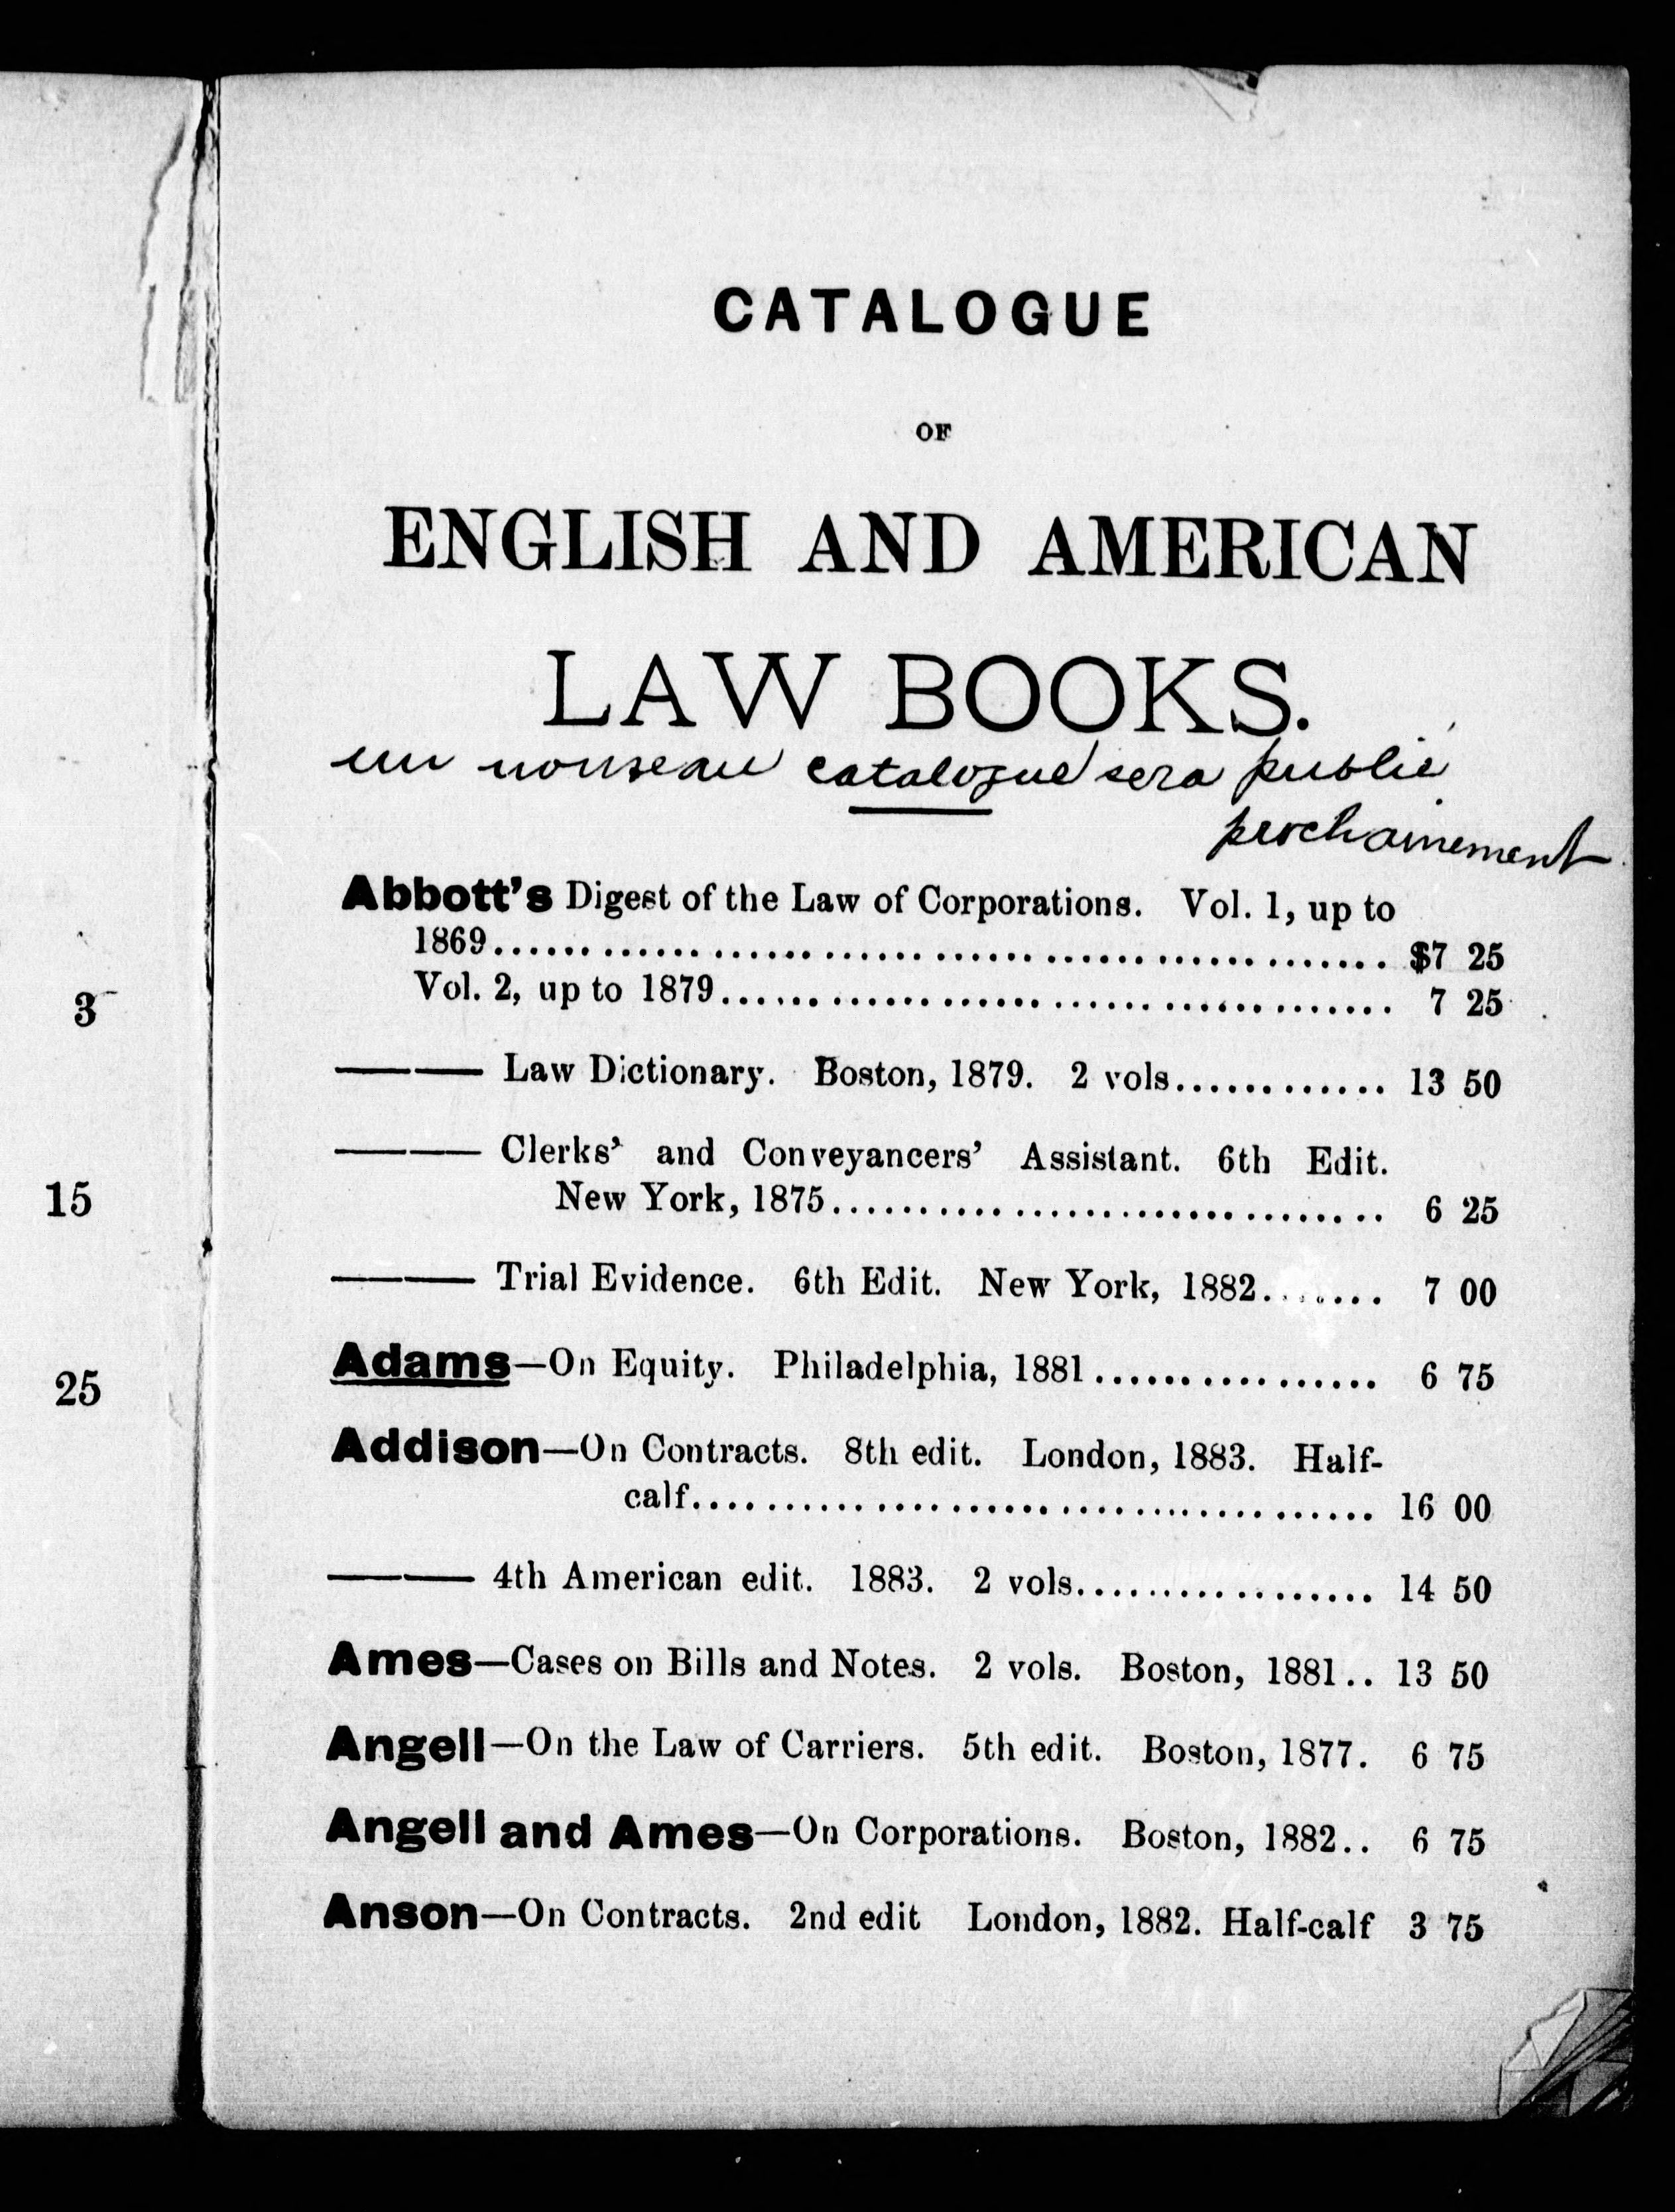 3
15
25
CATALOGUE
OF
ENGLISH AND AMERICAN
LAW BOOKS.
un nouveau catalogue sera publié
prochainement
Abbott's Digest of the Law of Corporations. Vol. 1, up to
1869................................................ $7 25
Vol. 2, up to 1879........................................ 7 25
—— Law Dictionary. Boston, 1879. 2 vols............ 13 50
—— Clerks' and Conveyancers' Assistant. 6th Edit.
New York, 1875................................ 6 25
—— Trial Evidence. 6th Edit. New York, 1882....... 7 00
Adams—On Equity. Philadelphia, 1881................ 6 75
Addison—On Contracts. 8th edit. London, 1883. Half-
calf...................................... 16 00
—— 4th American edit. 1883. 2 vols................. 14 50
Ames—Cases on Bills and Notes. 2 vols. Boston, 1881.. 13 50
Angell—On the Law of Carriers. 5th edit. Boston, 1877. 6 75
Angell and Ames—On Corporations. Boston, 1882.. 6 75
Anson—On Contracts. 2nd edit London, 1882. Half-calf 3 75